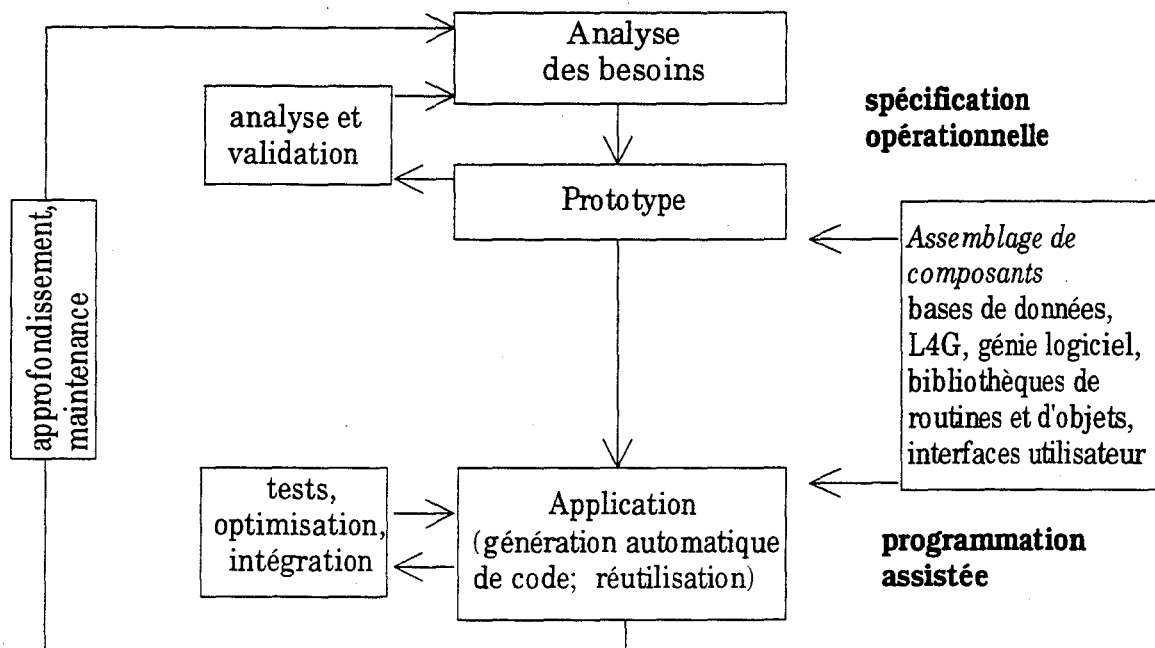 Analyse
des besoins
analyse et
validation
spécification
opérationnelle
Prototype
approfondissement,
maintenance
Assemblage de
composants
bases de données,
L4G, génie logiciel,
bibliothèques de
routines et d'objets,
interfaces utilisateur
tests,
optimisation,
intégration
Application
(génération automatique
de code; réutilisation)
programmation
assistée